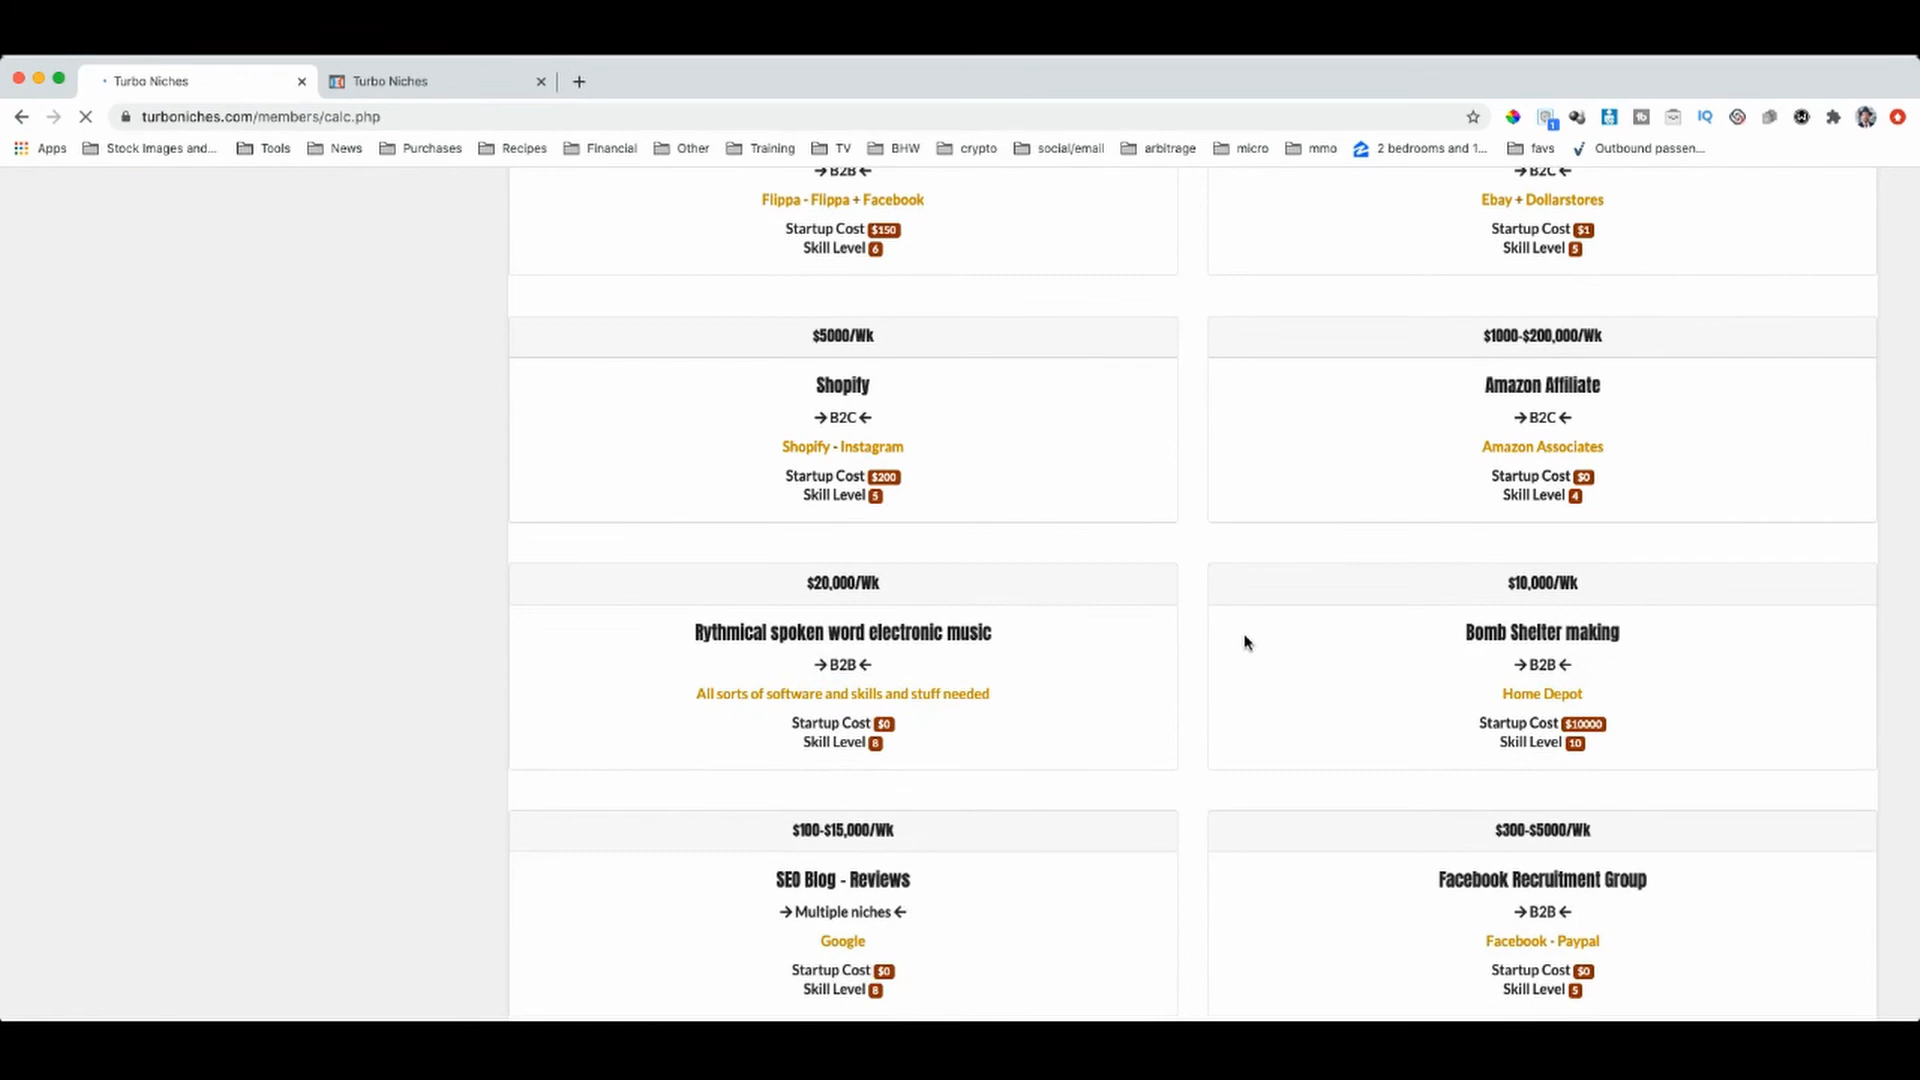 Turbo Niches
Turbo Niches
turboniches.com/members/calc.php
1
Apps
Stock Images and...
Tools
News
Purchases
Recipes
Financial
Other
Training
TV
BHW
crypto
social/email
arbitrage
micro
mmo
2 bedrooms and 1...
favs
Outbound passen...
→ B2B ←
→ B2C ←
Flippa - Flippa + Facebook
Ebay + Dollarstores
Startup Cost $150
Startup Cost $1
Skill Level 6
Skill Level 5
$5000/Wk
$1000-$200,000/Wk
Shopify
Amazon Affiliate
→ B2C ←
→ B2C ←
Shopify - Instagram
Amazon Associates
Startup Cost $200
Startup Cost $0
Skill Level 5
Skill Level 4
$20,000/Wk
$10,000/Wk
Rythmical spoken word electronic music
Bomb Shelter making
→ B2B ←
→ B2B ←
All sorts of software and skills and stuff needed
Home Depot
Startup Cost $0
Startup Cost $10000
Skill Level 8
Skill Level 10
$100-$15,000/Wk
$300-$5000/Wk
SEO Blog - Reviews
Facebook Recruitment Group
→ Multiple niches ←
→ B2B ←
Google
Facebook - Paypal
Startup Cost $0
Startup Cost $0
Skill Level 8
Skill Level 5